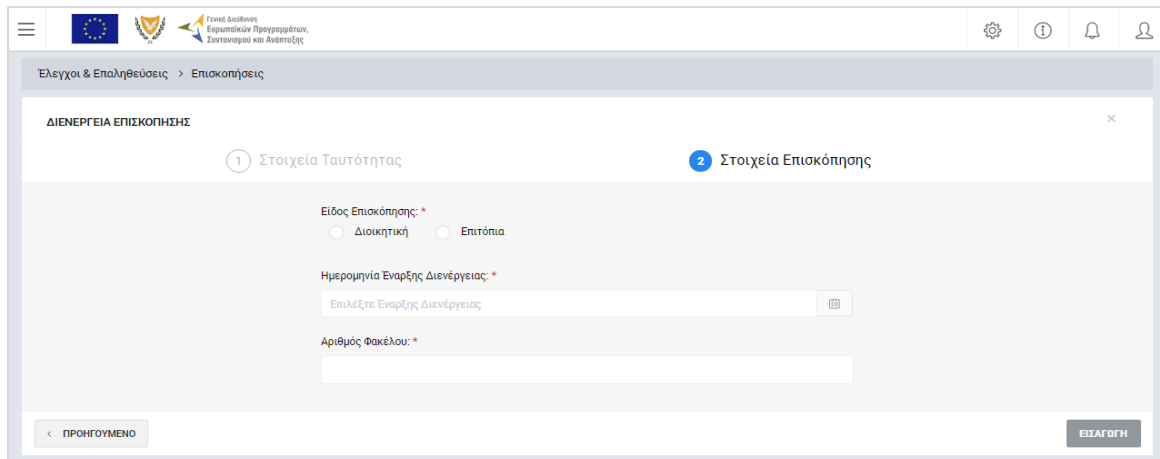 Γενική Διεύθυνση
Ευρωπαϊκών Προγραμμάτων,
Συντονισμού και Ανάπτυξης
Έλεγχοι & Επαληθεύσεις > Επισκοπήσεις
ΔΙΕΝΕΡΓΕΙΑ ΕΠΙΣΚΟΠΗΣΗΣ
1 Στοιχεία Ταυτότητας 2 Στοιχεία Επισκόπησης
Είδος Επισκόπησης: *
Διοικητική Επιτόπια
Ημερομηνία Έναρξης Διενέργειας: *
Επιλέξτε Έναρξης Διενέργειας
Αριθμός Φακέλου: *
< ΠΡΟΗΓΟΥΜΕΝΟ ΕΙΣΑΓΩΓΗ